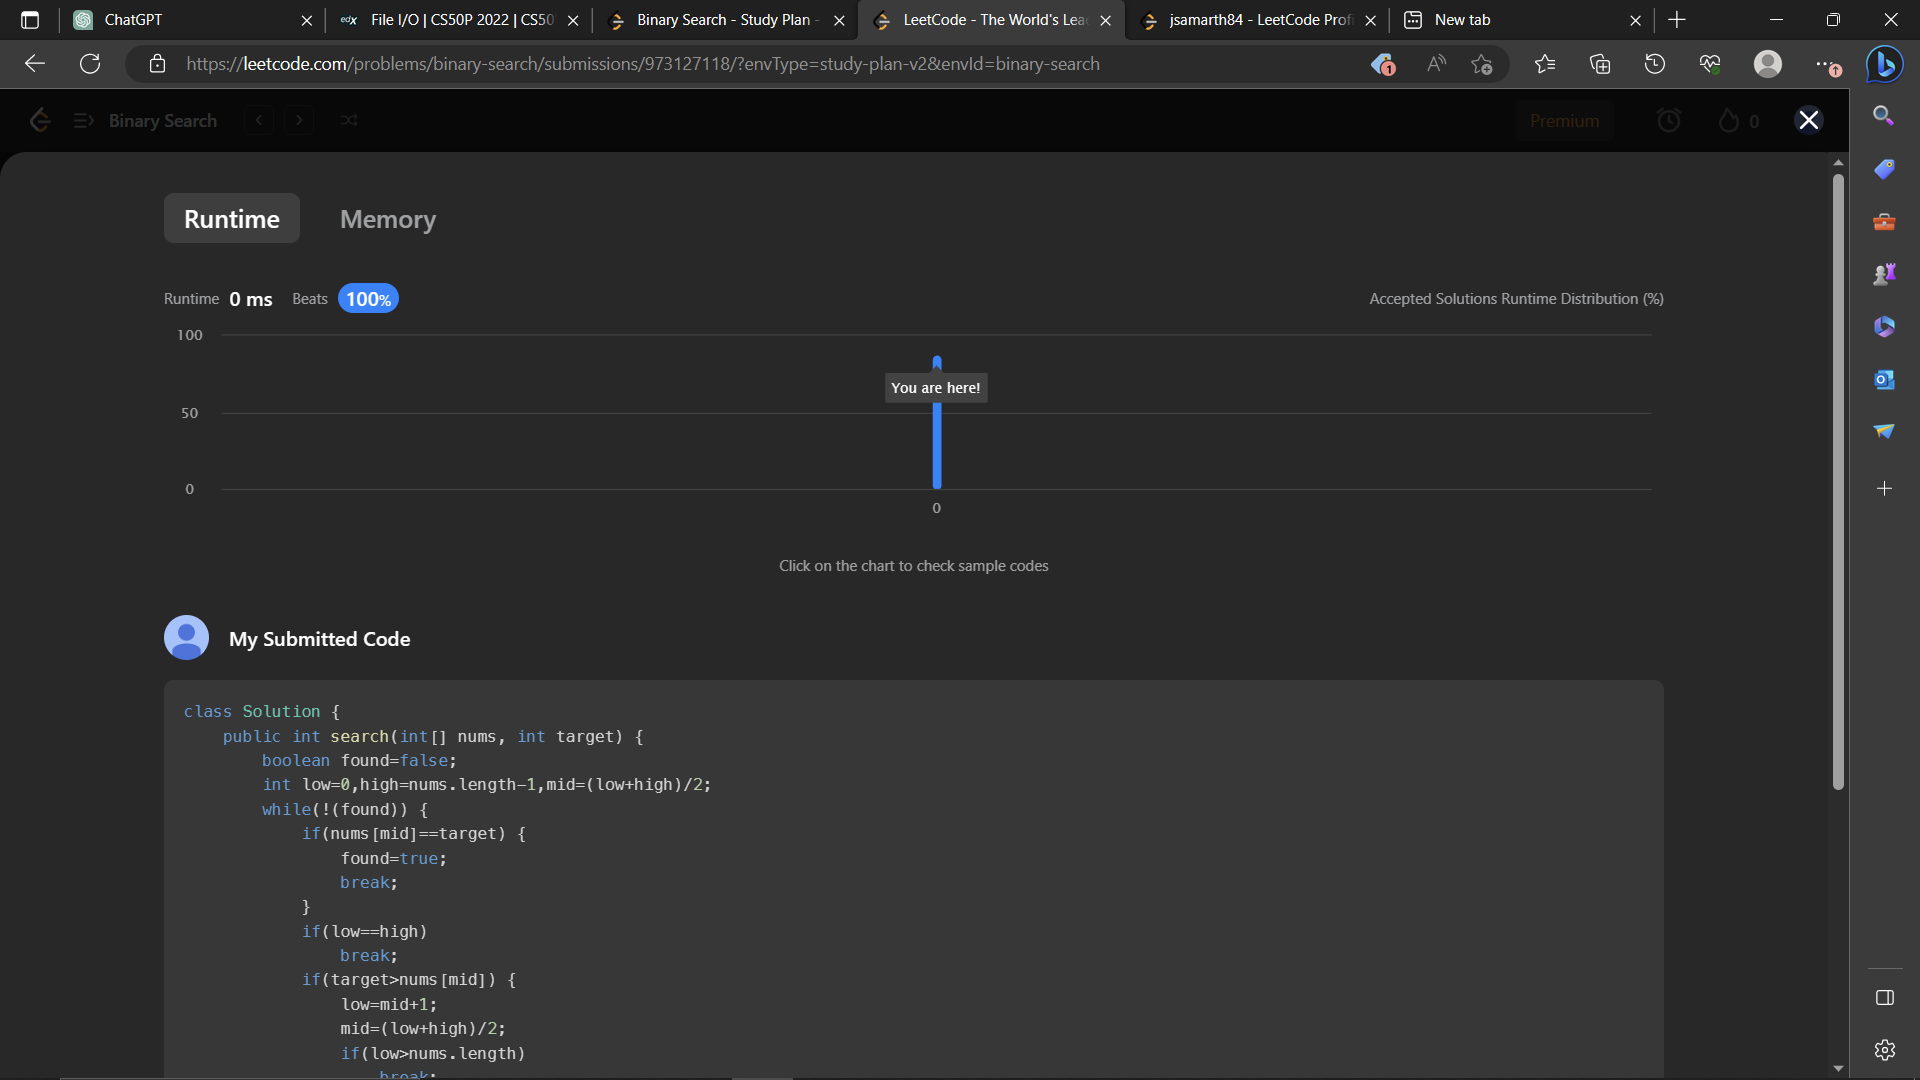 ChatGPT
edX File I/O | CS50P 2022 | CS50
Binary Search - Study Plan -
LeetCode - The World's Lea
jsamarth84 - LeetCode Profi
New tab
https://leetcode.com/problems/binary-search/submissions/973127118/?envType=study-plan-v2&envId=binary-search
1
Binary Search
Premium
0
Runtime Memory
Runtime 0 ms Beats 100%
Accepted Solutions Runtime Distribution (%)
100
You are here!
50
0
0
Click on the chart to check sample codes
My Submitted Code
class Solution {
public int search(int[] nums, int target) {
boolean found=false;
int low=0,high=nums.length-1,mid=(low+high)/2;
while(!(found)) {
if(nums[mid]==target) {
found=true;
break;
}
if(low==high)
break;
if(target>nums[mid]) {
low=mid+1;
mid=(low+high)/2;
if(low>nums.length)
break;